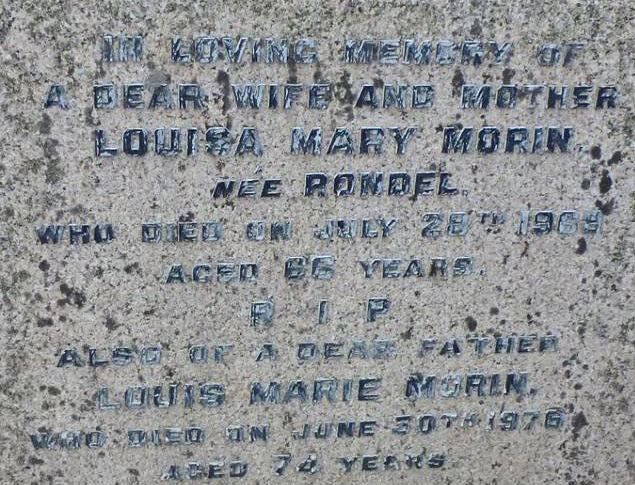 IN LOVING MEMORY OF
A DEAR WIFE AND MOTHER
LOUISA MARY MORIN.
NÉE RONDEL.
WHO DIED ON JULY 28TH 1969
AGED 66 YEARS.
R I P
ALSO OF A DEAR FATHER
LOUIS MARIE MORIN.
WHO DIED ON JUNE 30TH 1976
AGED 74 YEARS.